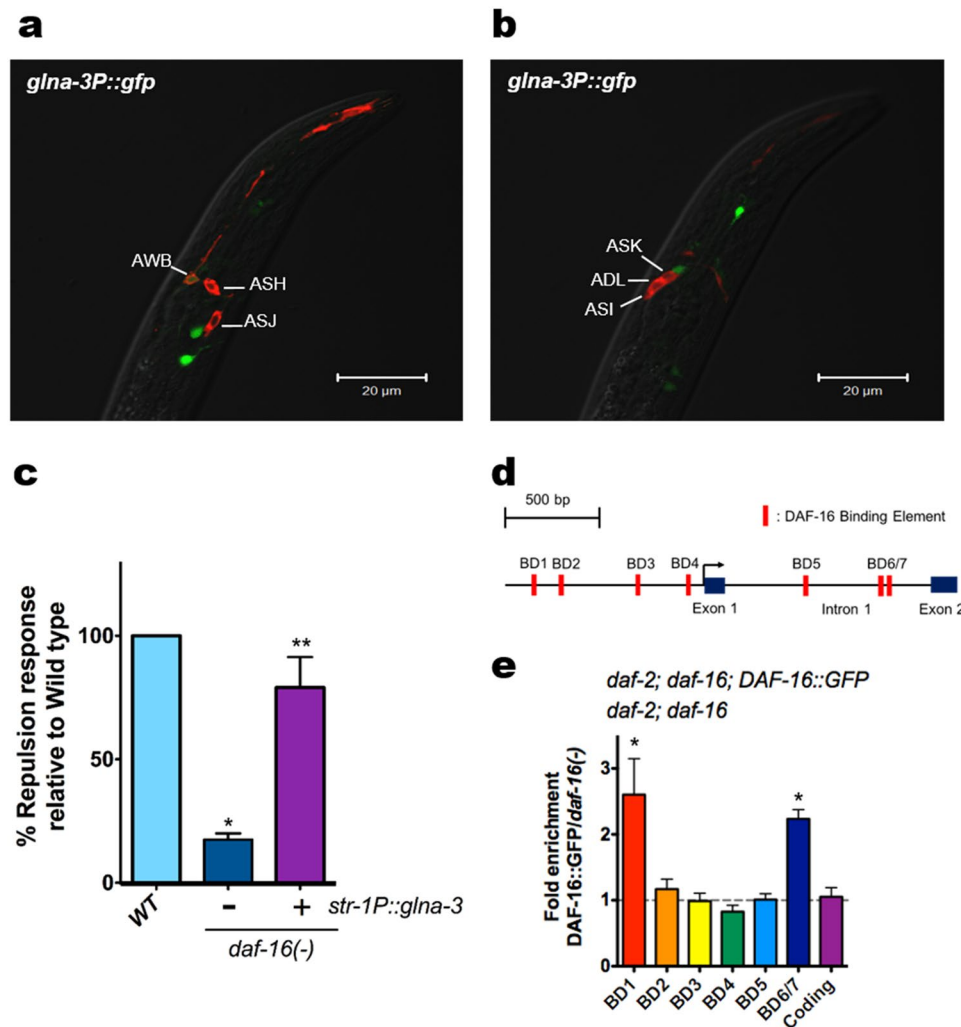 a
glna-3P::gfp
AWB
ASH
ASJ
20 µm
b
glna-3P::gfp
ASK
ADL
ASI
20 µm
c
% Repulsion response
relative to Wild type
100
50
0
*
**
WT
- + str-1P::glna-3
daf-16(-)
d
500 bp
: DAF-16 Binding Element
BD1 BD2 BD3 BD4 BD5 BD6/7
Exon 1 Intron 1 Exon 2
e
daf-2; daf-16; DAF-16::GFP
daf-2; daf-16
Fold enrichment
DAF-16::GFP/daf-16(-)
3
2
1
0
*
*
BD1
BD2
BD3
BD4
BD5
BD6/7
Coding